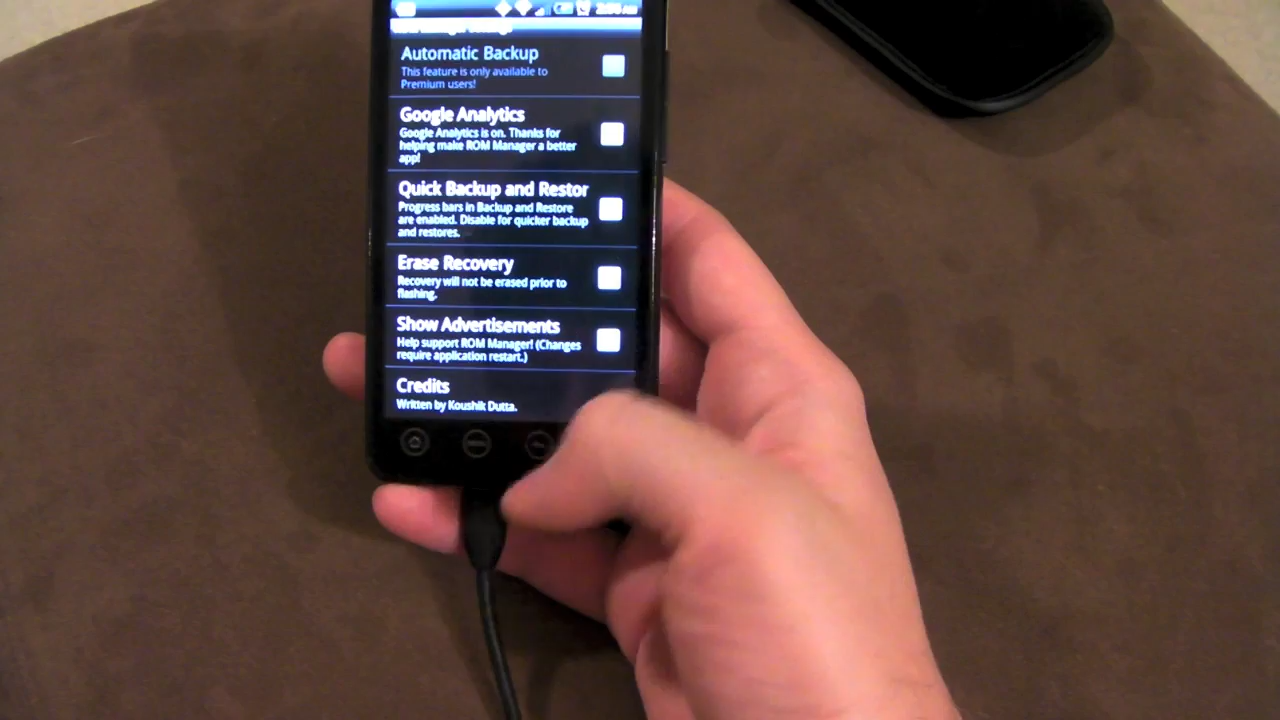 Automatic Backup
This feature is only available to
Premium users!
Google Analytics
Google Analytics is on. Thanks for
helping make ROM Manager a better
app!
Quick Backup and Restor
Progress bars in Backup and Restore
are enabled. Disable for quicker backup
and restores.
Erase Recovery
Recovery will not be erased prior to
flashing.
Show Advertisements
Help support ROM Manager! (Changes
require application restart.)
Credits
Written by Koushik Dutta.